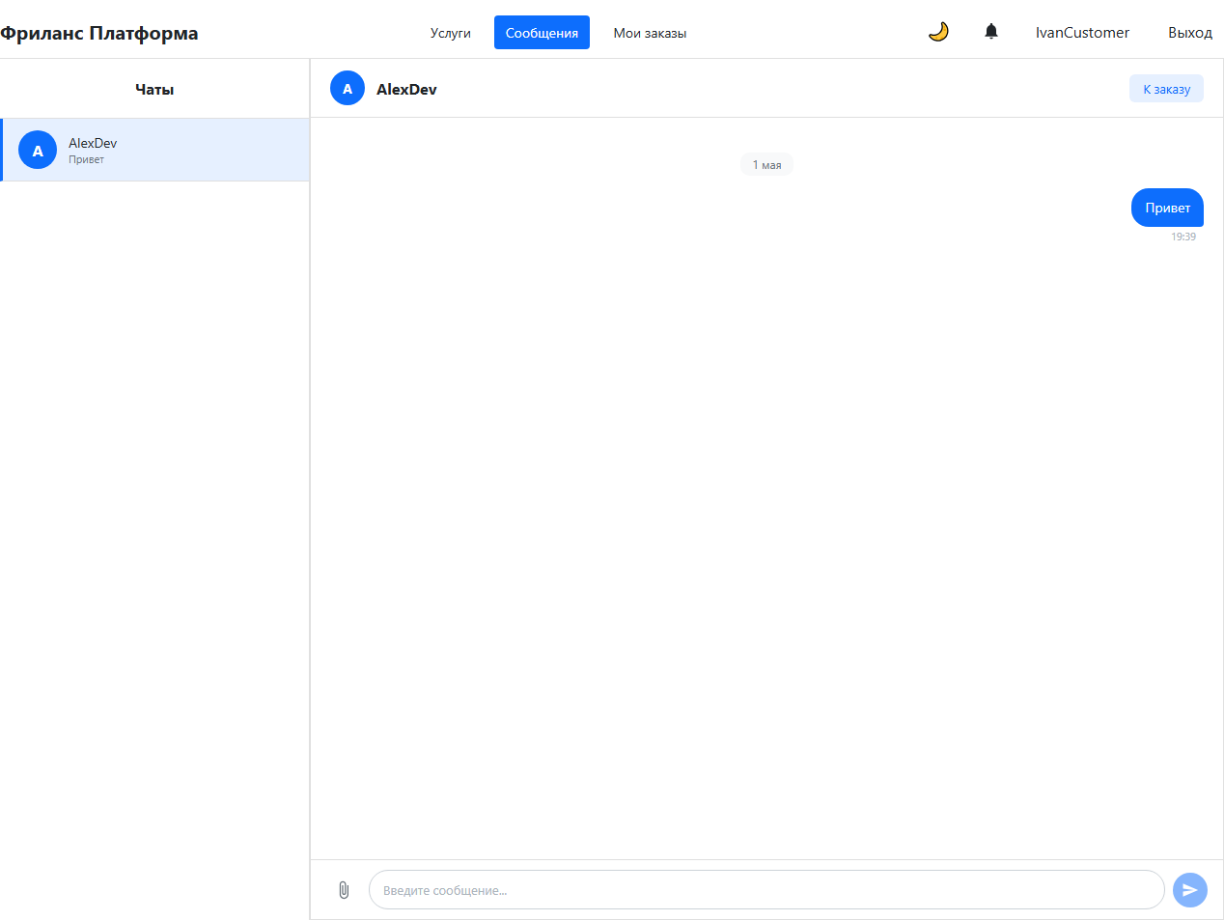 Фриланс Платформа
Услуги
Сообщения
Мои заказы
IvanCustomer
Выход
Чаты
A
AlexDev
Привет
A
AlexDev
К заказу
1 мая
Привет
19:39
Введите сообщение...